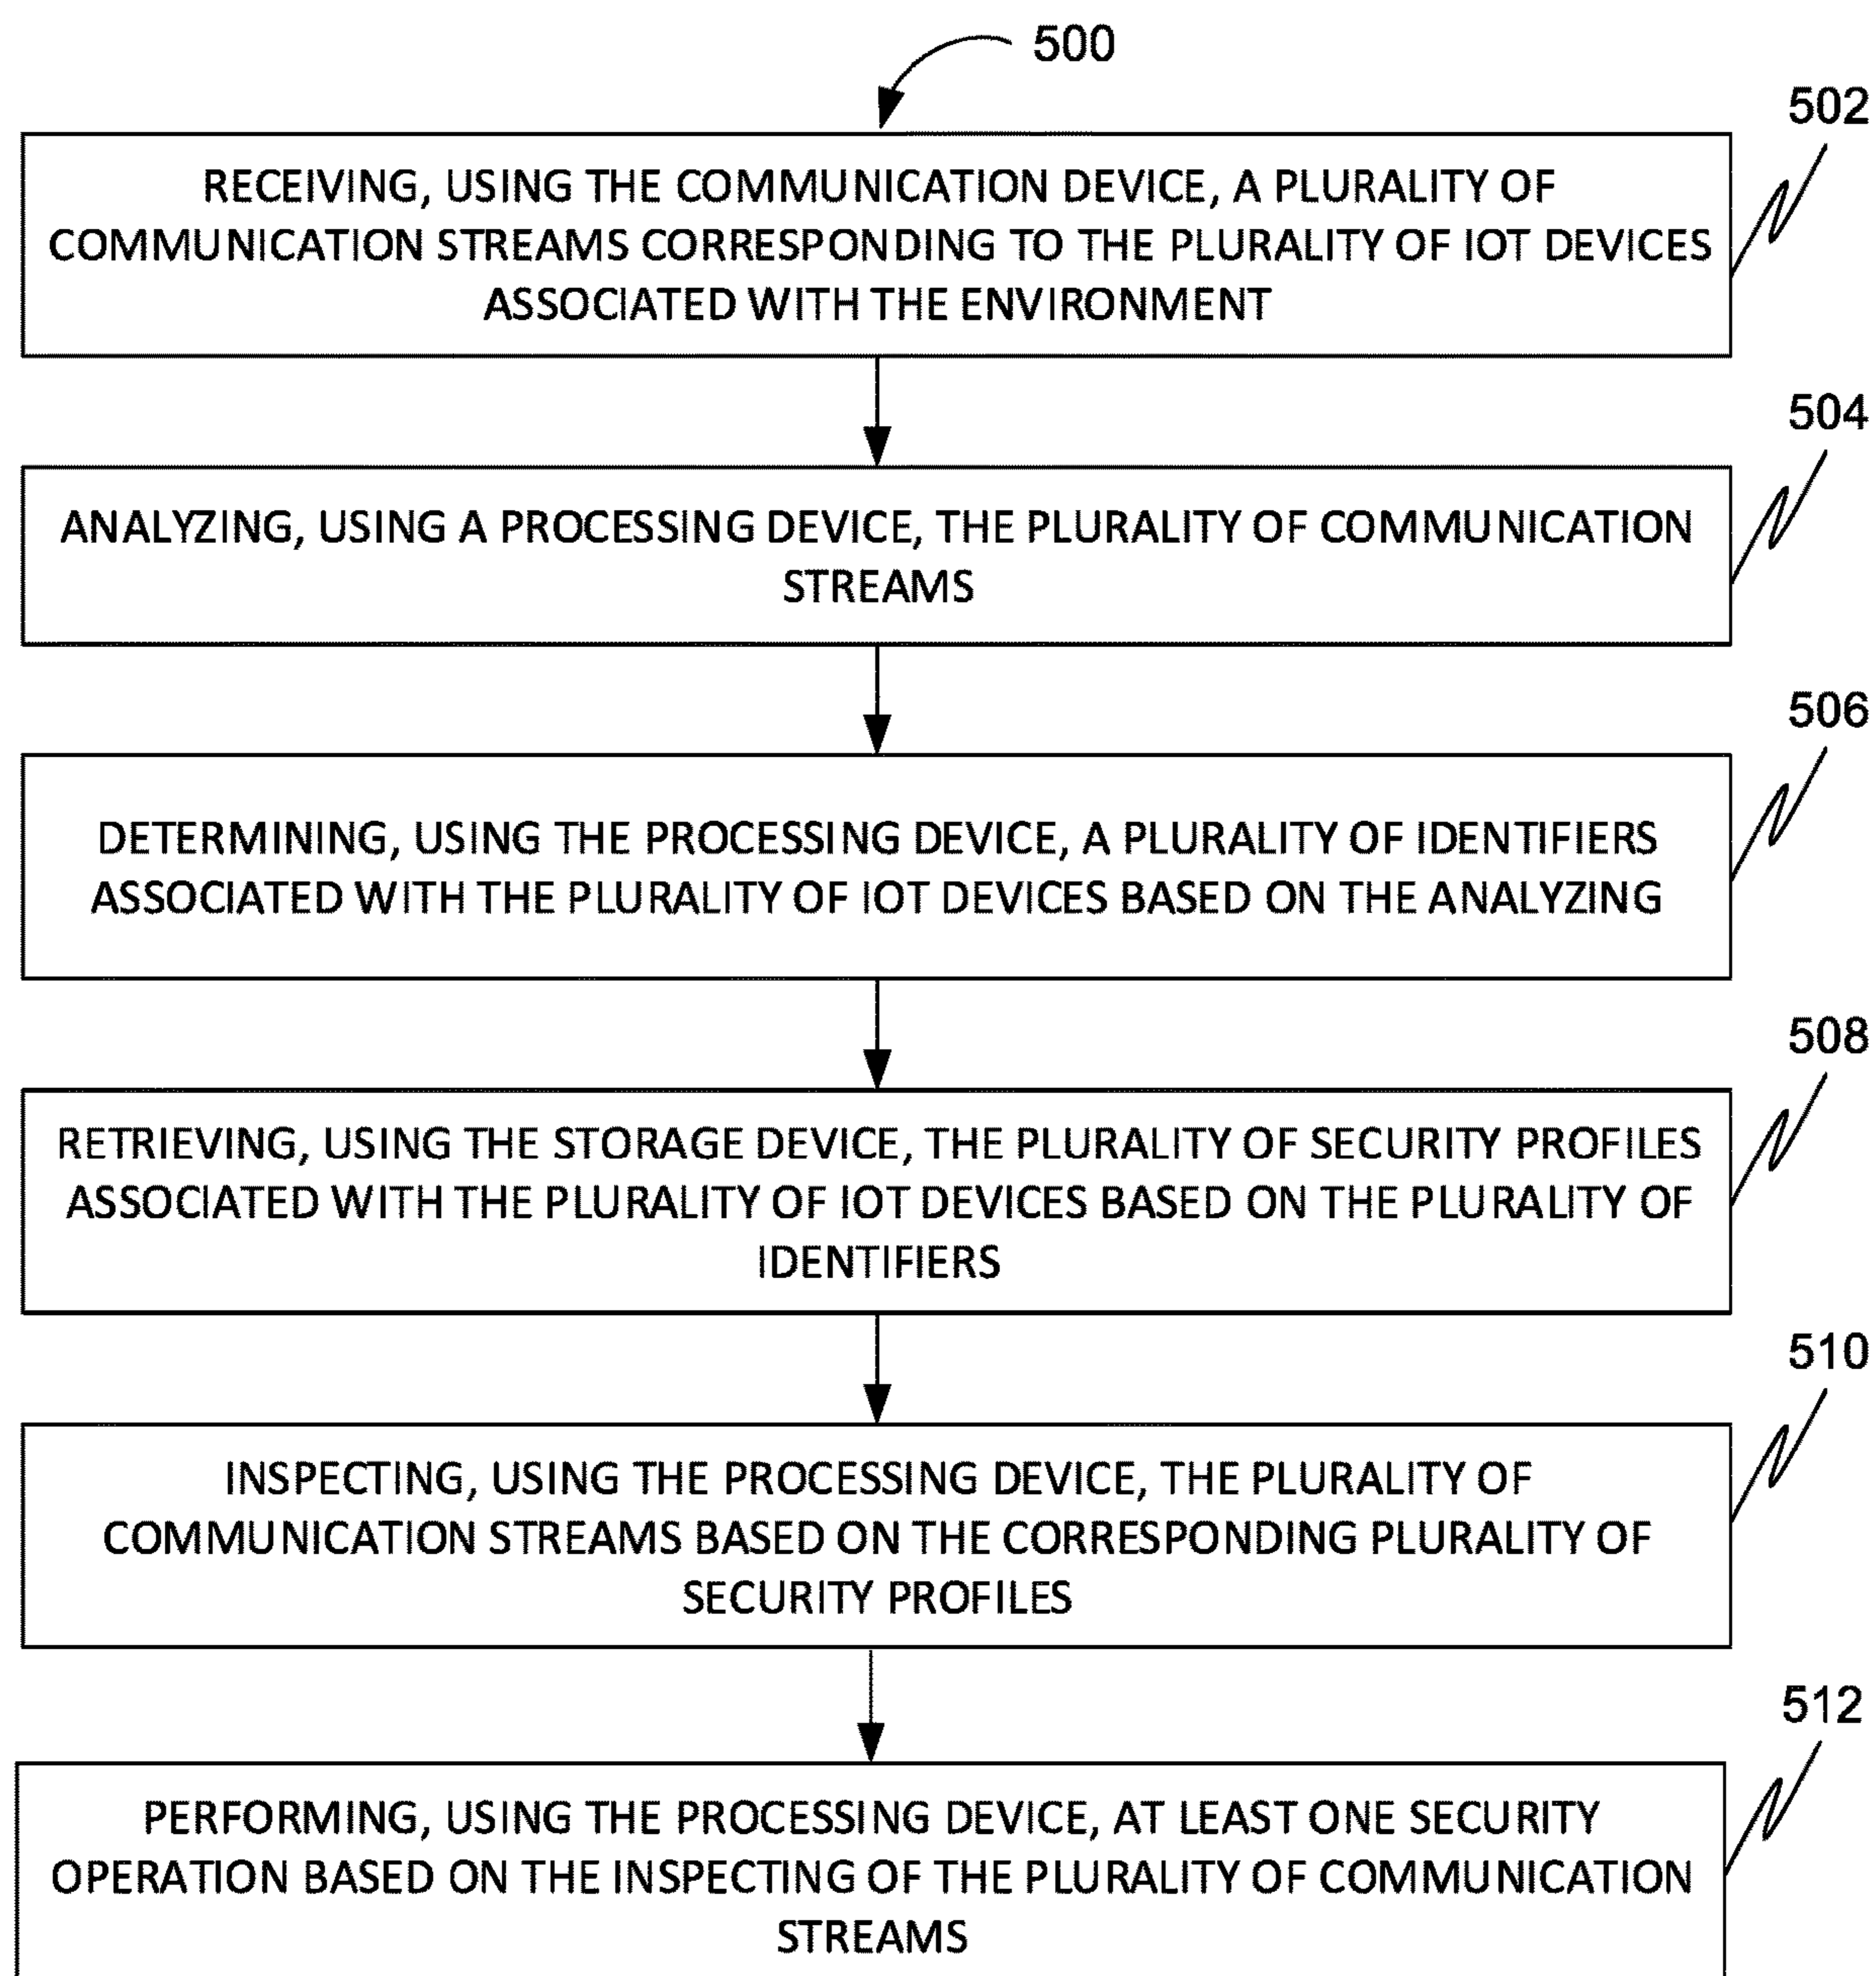 500
502
RECEIVING, USING THE COMMUNICATION DEVICE, A PLURALITY OF
COMMUNICATION STREAMS CORRESPONDING TO THE PLURALITY OF IOT DEVICES
ASSOCIATED WITH THE ENVIRONMENT
504
ANALYZING, USING A PROCESSING DEVICE, THE PLURALITY OF COMMUNICATION
STREAMS
506
DETERMINING, USING THE PROCESSING DEVICE, A PLURALITY OF IDENTIFIERS
ASSOCIATED WITH THE PLURALITY OF IOT DEVICES BASED ON THE ANALYZING
508
RETRIEVING, USING THE STORAGE DEVICE, THE PLURALITY OF SECURITY PROFILES
ASSOCIATED WITH THE PLURALITY OF IOT DEVICES BASED ON THE PLURALITY OF
IDENTIFIERS
510
INSPECTING, USING THE PROCESSING DEVICE, THE PLURALITY OF
COMMUNICATION STREAMS BASED ON THE CORRESPONDING PLURALITY OF
SECURITY PROFILES
512
PERFORMING, USING THE PROCESSING DEVICE, AT LEAST ONE SECURITY
OPERATION BASED ON THE INSPECTING OF THE PLURALITY OF COMMUNICATION
STREAMS